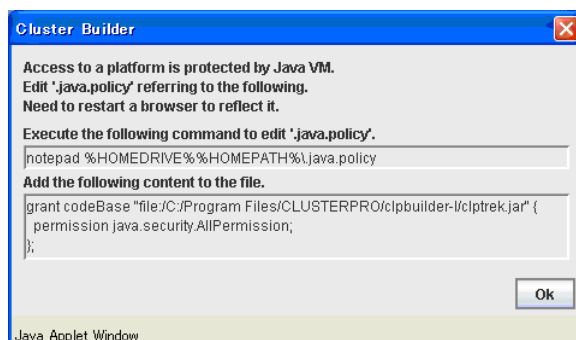 Cluster Builder
Access to a platform is protected by Java VM.
Edit '.java.policy' referring to the following.
Need to restart a browser to reflect it.
Execute the following command to edit '.java.policy'.
notepad %HOMEDRIVE%%HOMEPATH%\.java.policy
Add the following content to the file.
grant codeBase "file:/C:/Program Files/CLUSTERPRO/clpbuilder-l/clptrek.jar" {
permission java.security.AllPermission;
};
Ok
Java Applet Window